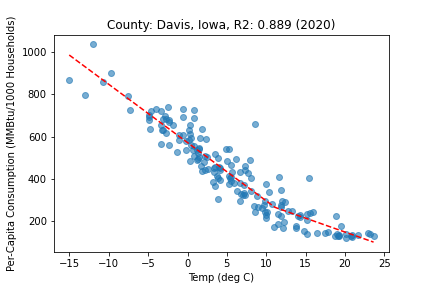 County: Davis, Iowa, R2: 0.889 (2020)
Per-Capita Consumption (MMBtu/1000 Households)
1000
800
600
400
200
−15 −10 −5 0 5 10 15 20 25
Temp (deg C)